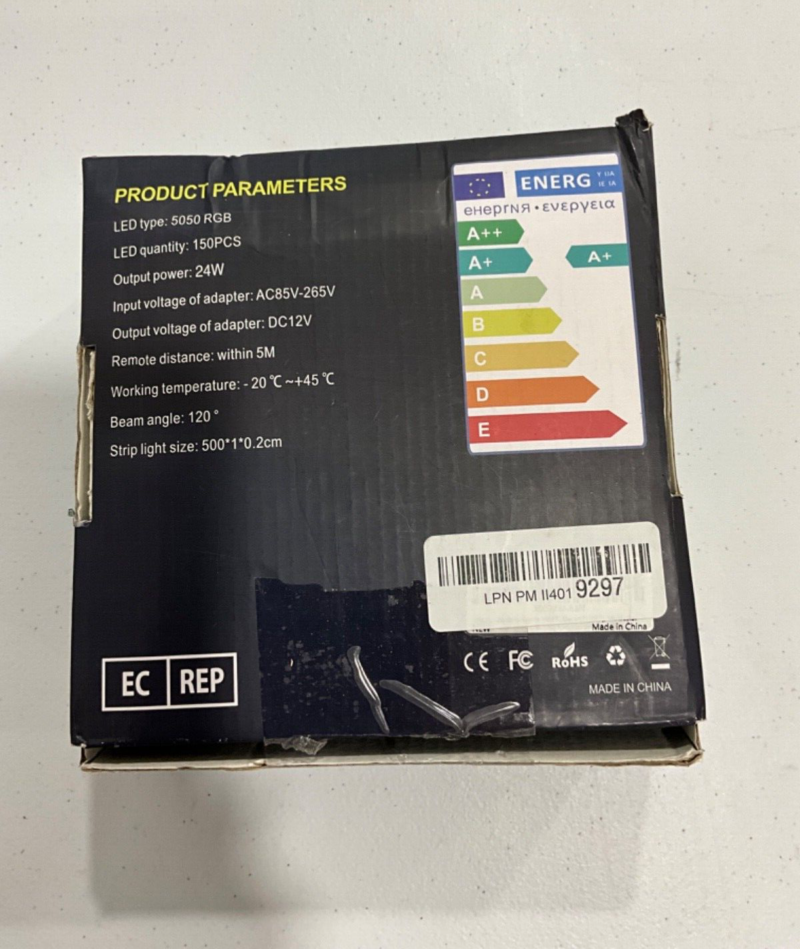 PRODUCT PARAMETERS
LED type: 5050 RGB
LED quantity: 150PCS
Output power: 24W
Input voltage of adapter: AC85V-265V
Output voltage of adapter: DC12V
Remote distance: within 5M
Working temperature: - 20 ℃ ~+45 ℃
Beam angle: 120 °
Strip light size: 500*1*0.2cm
ENERG Y IJA
IE IA
енергия • ενεργεια
A++
A+
A+
A
B
C
D
E
LPN PM II401 9297
Made in China
EC REP
CE FC RoHS
MADE IN CHINA